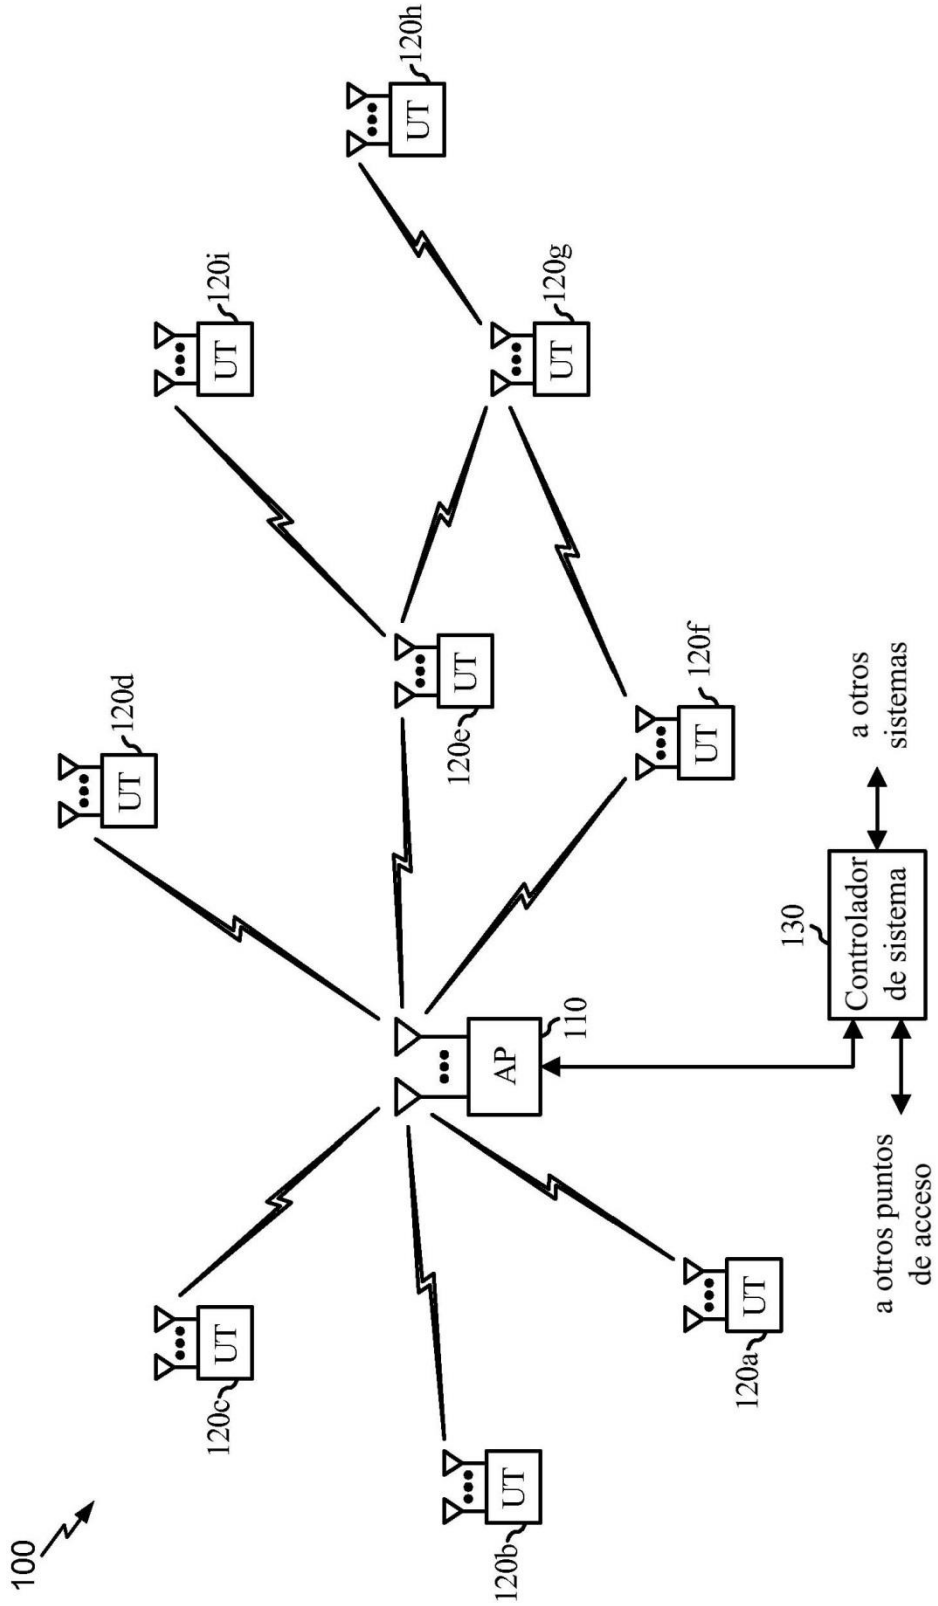 100
120c
UT
120d
UT
120i
UT
120h
UT
120b
UT
AP
110
120e
UT
120g
UT
120a
UT
120f
UT
130
Controlador
de sistema
a otros puntos
de acceso
a otros
sistemas